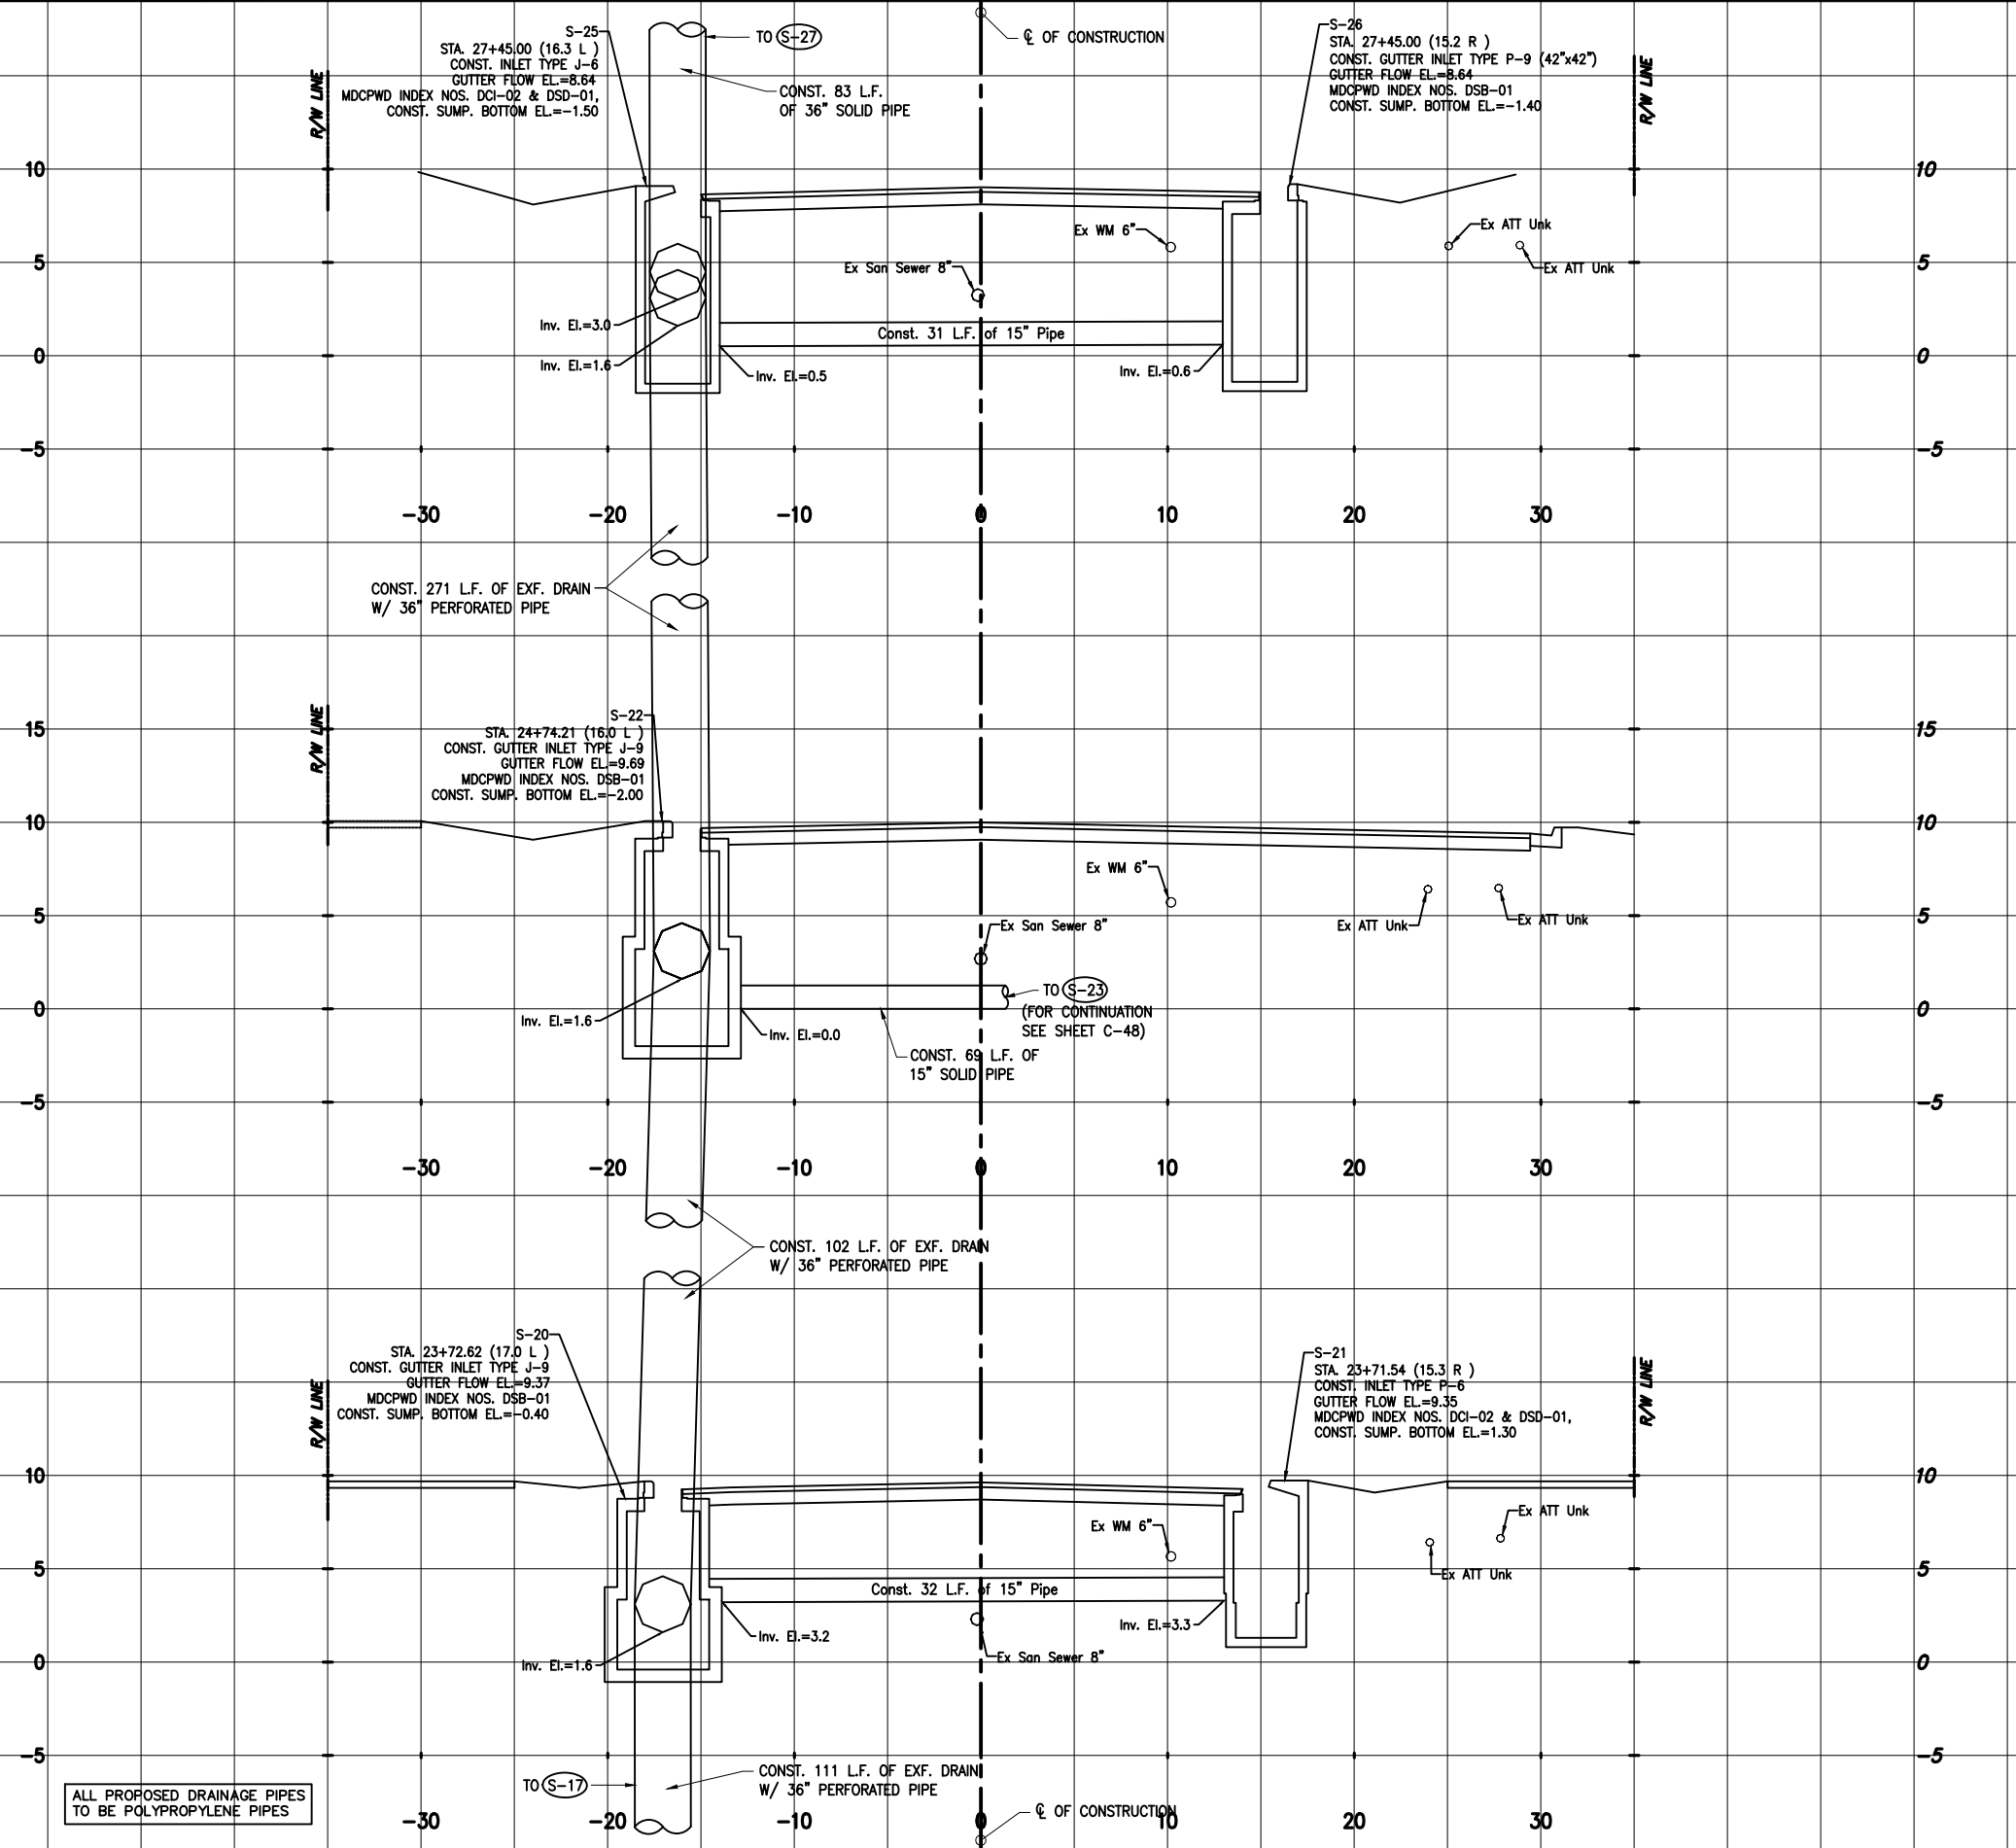 S-25
STA. 27+45.00 (16.3 L )
CONST. INLET TYPE J-6
GUTTER FLOW EL.=8.64
MDCPWD INDEX NOS. DCI-02 & DSD-01,
CONST. SUMP. BOTTOM EL.=-1.50
TO S-27
CONST. 83 L.F.
OF 36" SOLID PIPE
℄ OF CONSTRUCTION
S-26
STA. 27+45.00 (15.2 R )
CONST. GUTTER INLET TYPE P-9 (42"x42")
GUTTER FLOW EL.=8.64
MDCPWD INDEX NOS. DSB-01
CONST. SUMP. BOTTOM EL.=-1.40
R/W LINE
R/W LINE
10
10
Ex WM 6"
Ex ATT Unk
Ex San Sewer 8"
Ex ATT Unk
5
5
Inv. El.=3.0
Const. 31 L.F. of 15" Pipe
Inv. El.=1.6
Inv. El.=0.5
Inv. El.=0.6
0
0
-5
-5
-30
-20
-10
0
10
20
30
CONST. 271 L.F. OF EXF. DRAIN
W/ 36" PERFORATED PIPE
R/W LINE
S-22
STA. 24+74.21 (16.0 L )
CONST. GUTTER INLET TYPE J-9
GUTTER FLOW EL.=9.69
MDCPWD INDEX NOS. DSB-01
CONST. SUMP. BOTTOM EL.=-2.00
15
15
10
10
Ex WM 6"
5
5
Ex San Sewer 8"
Ex ATT Unk
Ex ATT Unk
TO S-23
(FOR CONTINUATION
SEE SHEET C-48)
0
0
Inv. El.=1.6
Inv. El.=0.0
CONST. 69 L.F. OF
15" SOLID PIPE
-5
-5
-30
-20
-10
0
10
20
30
CONST. 102 L.F. OF EXF. DRAIN
W/ 36" PERFORATED PIPE
S-20
STA. 23+72.62 (17.0 L )
CONST. GUTTER INLET TYPE J-9
GUTTER FLOW EL.=9.37
MDCPWD INDEX NOS. DSB-01
CONST. SUMP. BOTTOM EL.=-0.40
R/W LINE
S-21
STA. 23+71.54 (15.3 R )
CONST. INLET TYPE P-6
GUTTER FLOW EL.=9.35
MDCPWD INDEX NOS. DCI-02 & DSD-01,
CONST. SUMP. BOTTOM EL.=1.30
R/W LINE
10
10
Ex WM 6"
Ex ATT Unk
5
5
Ex ATT Unk
Const. 32 L.F. of 15" Pipe
Inv. El.=3.2
Inv. El.=3.3
Ex San Sewer 8"
Inv. El.=1.6
0
0
-5
-5
TO S-17
CONST. 111 L.F. OF EXF. DRAIN
W/ 36" PERFORATED PIPE
ALL PROPOSED DRAINAGE PIPES
TO BE POLYPROPYLENE PIPES
℄ OF CONSTRUCTION
-30
-20
-10
0
10
20
30